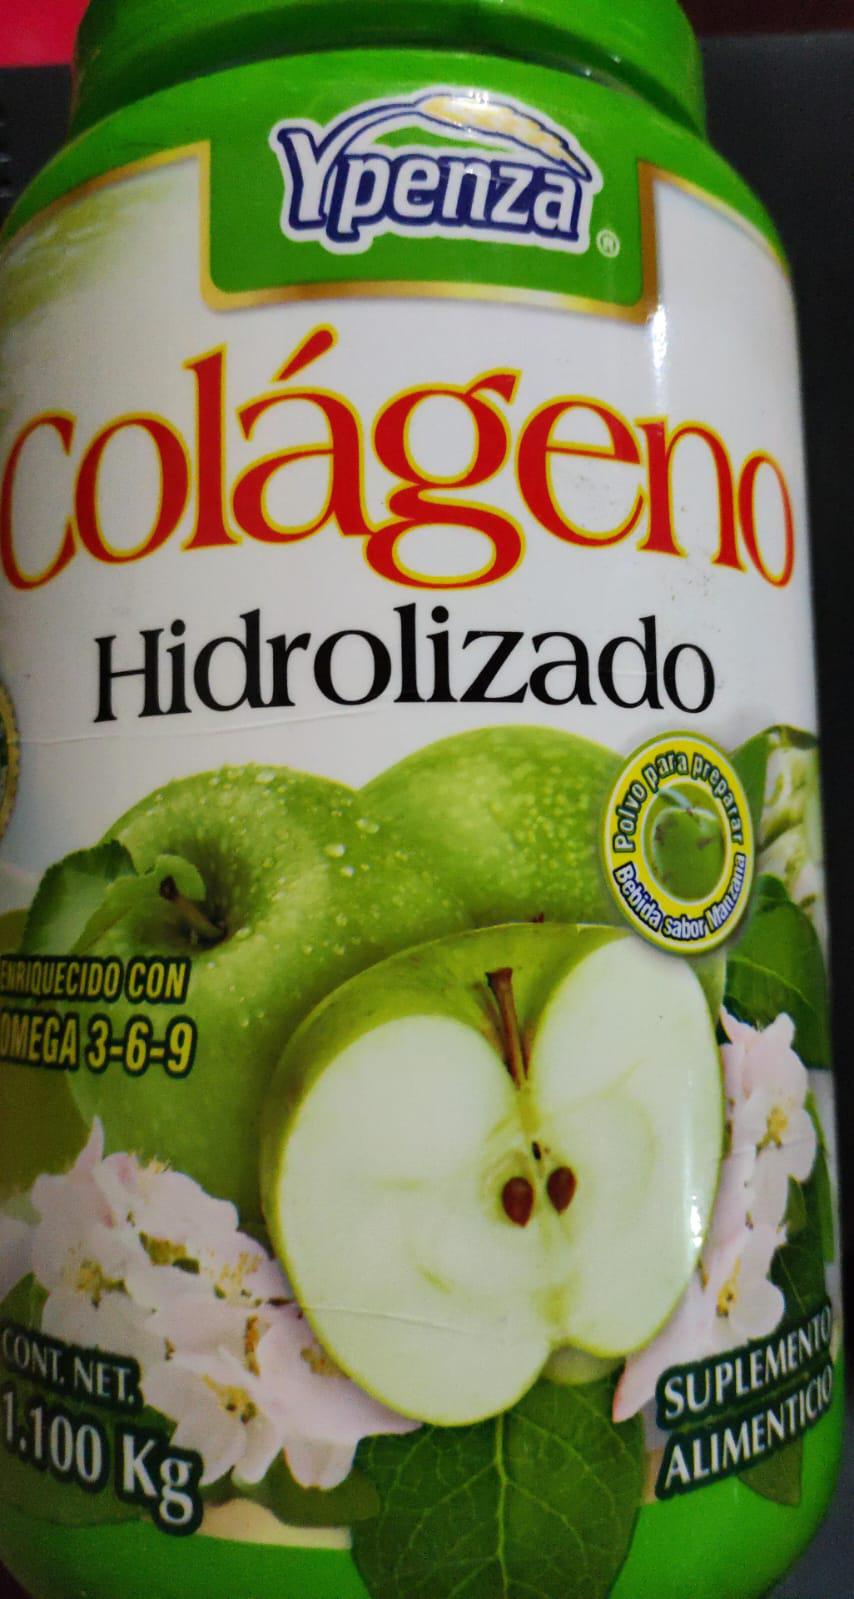 Ypenza
®
Colágeno
Hidrolizado
Polvo para preparar
Bebida sabor Manzana
ENRIQUECIDO CON
OMEGA 3-6-9
CONT. NET.
1.100 Kg
SUPLEMENTO
ALIMENTICIO